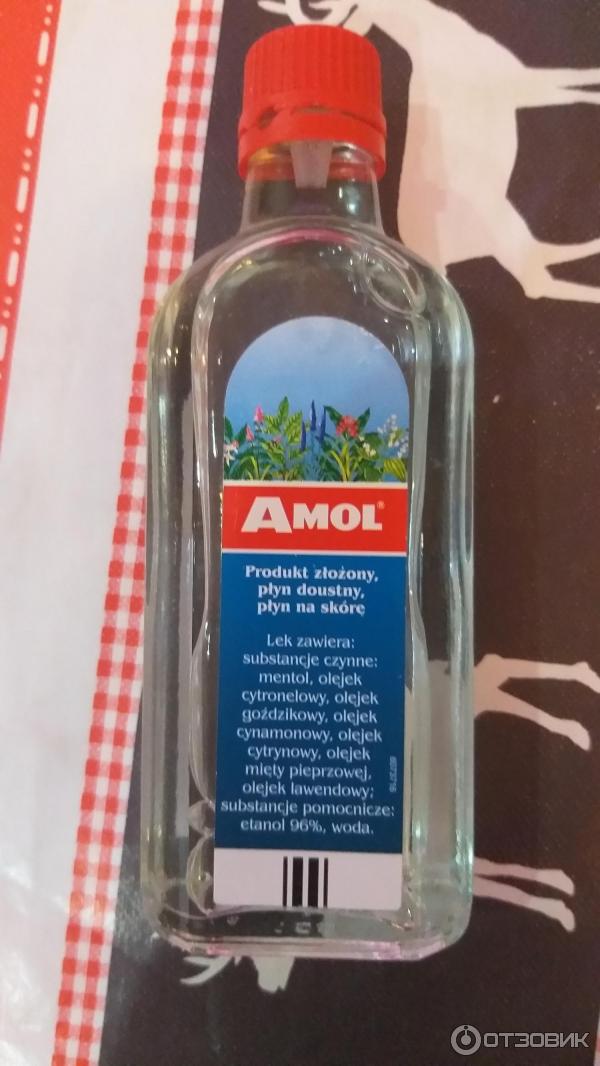 AMOL®
Produkt złożony,
płyn doustny,
płyn na skórę
Lek zawiera:
substancje czynne:
mentol, olejek
cytronelowy, olejek
goździkowy, olejek
cynamonowy, olejek
cytrynowy, olejek
mięty pieprzowej,
olejek lawendowy;
substancje pomocnicze:
etanol 96%, woda.
ОТЗОВИК